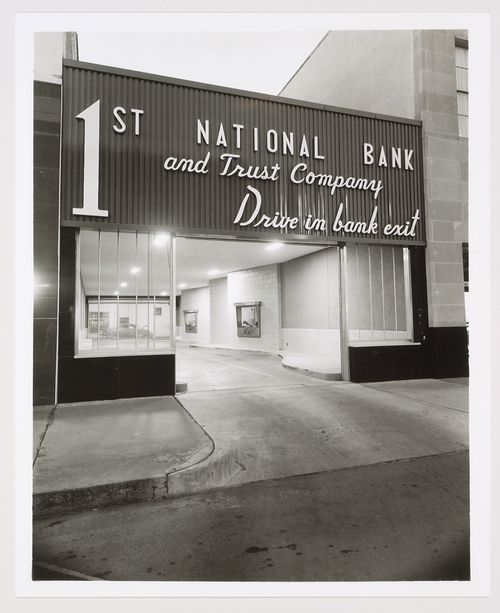 1ST NATIONAL BANK
and Trust Company
Drive in bank exit